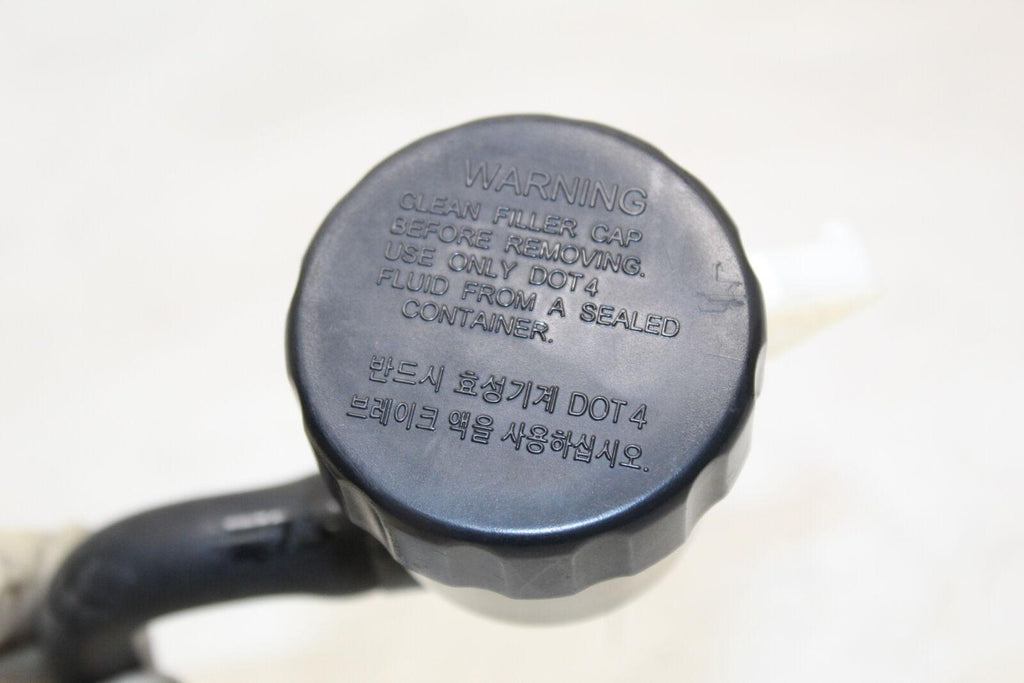 WARNING
CLEAN FILLER CAP
BEFORE REMOVING.
USE ONLY DOT 4
FLUID FROM A SEALED
CONTAINER.
반드시 효성기계 DOT 4
브레이크 액을 사용하십시오.